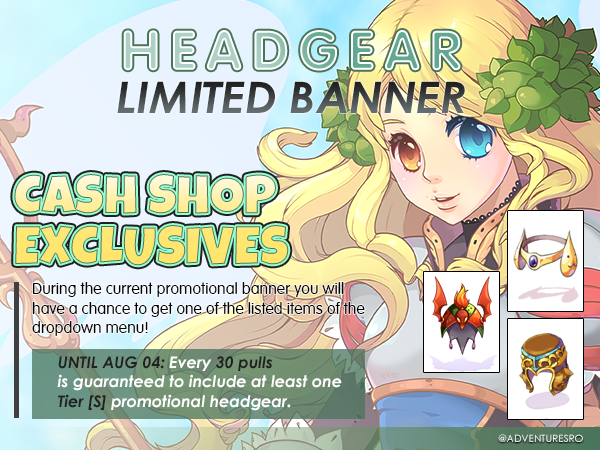 HEADGEAR
LIMITED BANNER
CASH SHOP
EXCLUSIVES
During the current promotional banner you will
have a chance to get one of the listed items of the
dropdown menu!
UNTIL AUG 04: Every 30 pulls
is guaranteed to include at least one
Tier [S] promotional headgear.
@ADVENTURESRO